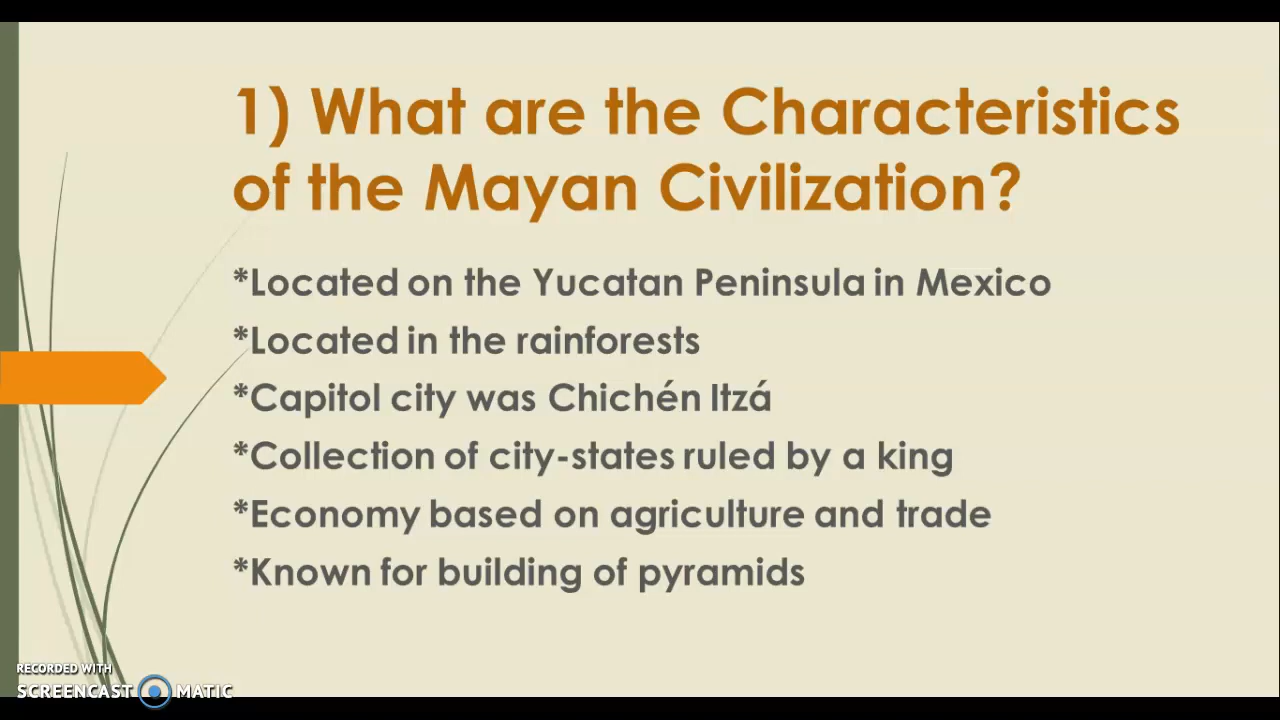 1) What are the Characteristics
of the Mayan Civilization?
*Located on the Yucatan Peninsula in Mexico
*Located in the rainforests
*Capitol city was Chichén Itzá
*Collection of city-states ruled by a king
*Economy based on agriculture and trade
*Known for building of pyramids
RECORDED WITH
SCREENCAST MATIC